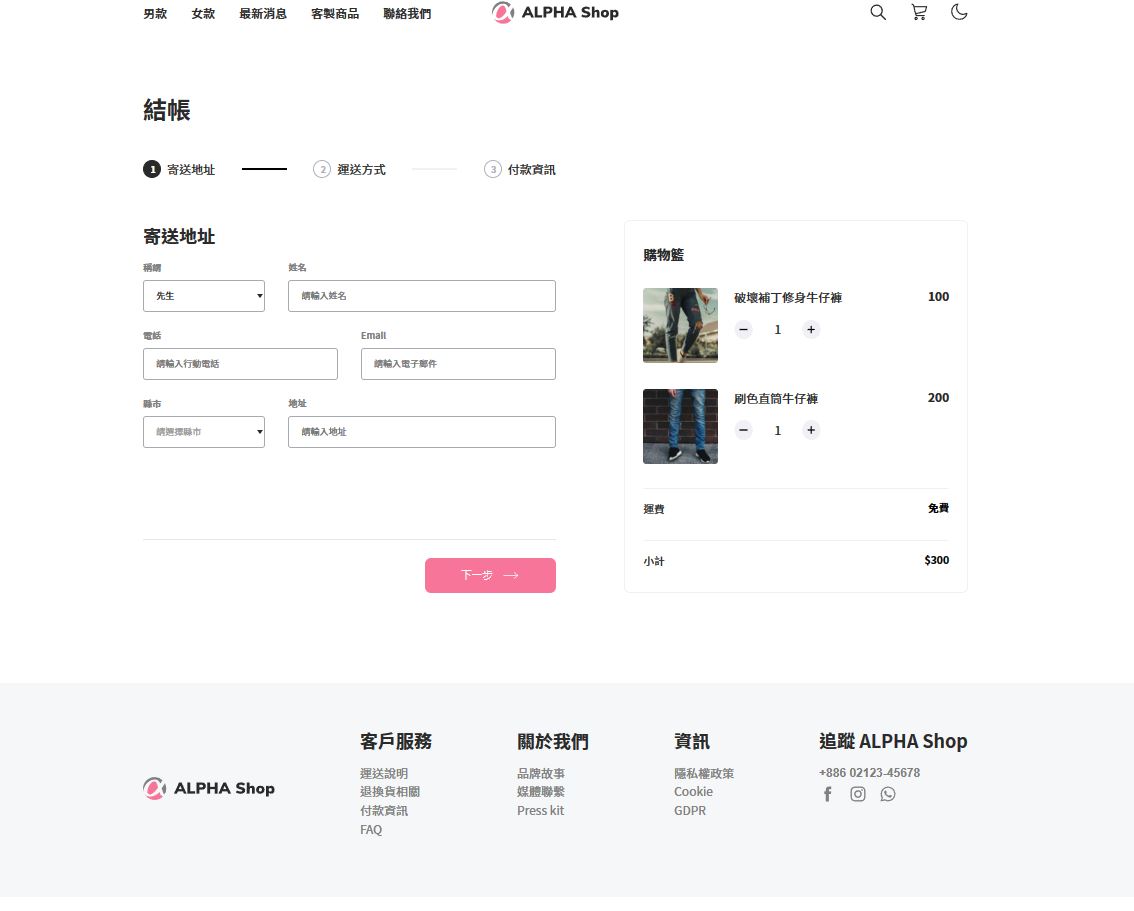 男款 女款 最新消息 客製商品 聯絡我們 ALPHA Shop
結帳
1 寄送地址 2 運送方式 3 付款資訊
寄送地址
稱謂 姓名
先生 請輸入姓名
電話 Email
請輸入行動電話 請輸入電子郵件
縣市 地址
請選擇縣市 請輸入地址
下一步
購物籃
破壞補丁修身牛仔褲 100
1
刷色直筒牛仔褲 200
1
運費 免費
小計 $300
ALPHA Shop
客戶服務
運送說明
退換貨相關
付款資訊
FAQ
關於我們
品牌故事
媒體聯繫
Press kit
資訊
隱私權政策
Cookie
GDPR
追蹤 ALPHA Shop
+886 02123-45678